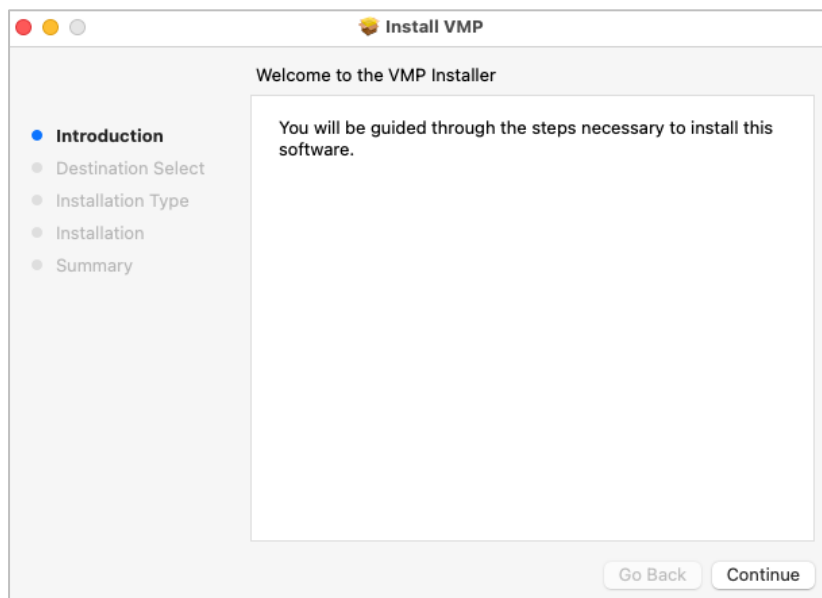 Install VMP
Welcome to the VMP Installer
Introduction
Destination Select
Installation Type
Installation
Summary
You will be guided through the steps necessary to install this
software.
Go Back
Continue